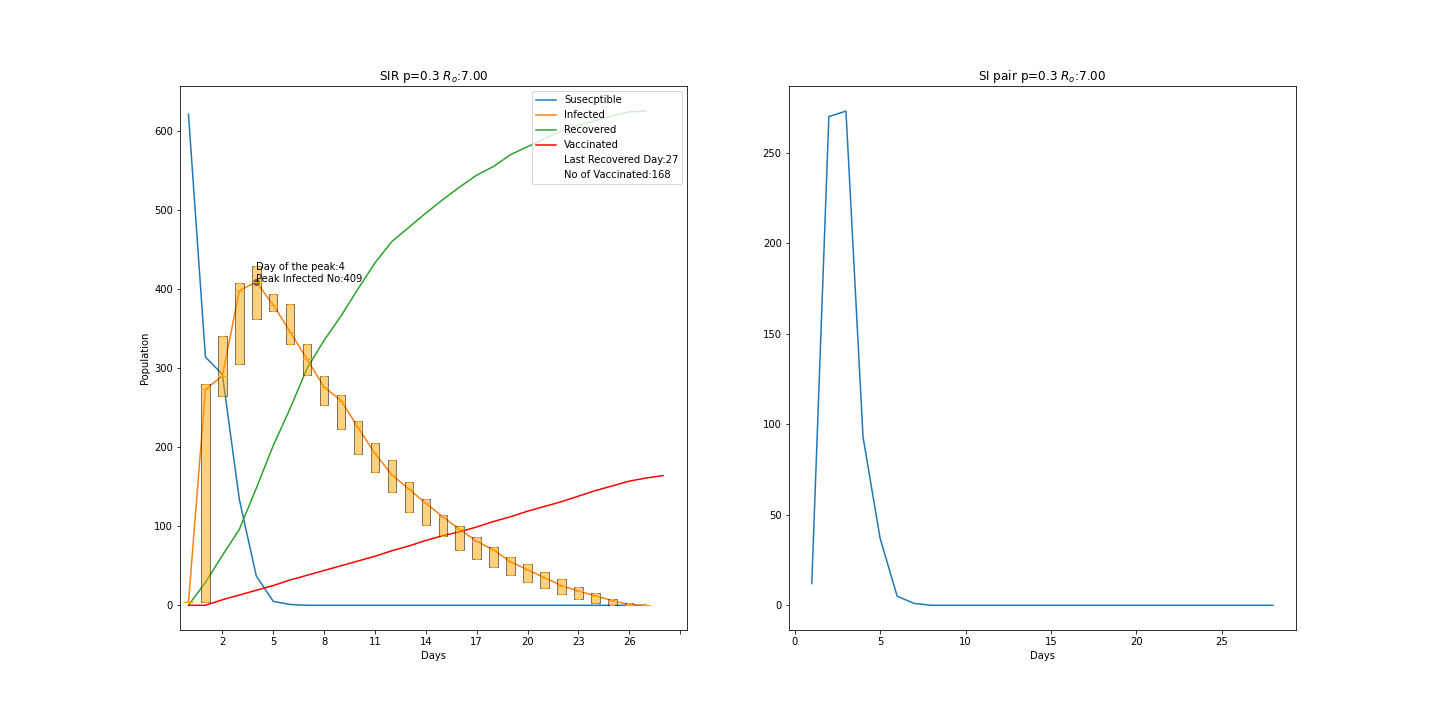 SIR p=0.3 Rₒ:7.00
Susecptible
Infected
Recovered
Vaccinated
Last Recovered Day:27
No of Vaccinated:168
Day of the peak:4
Peak Infected No:409
600
500
400
300
200
100
0
Population
2 5 8 11 14 17 20 23 26
Days
SI pair p=0.3 Rₒ:7.00
250
200
150
100
50
0
0 5 10 15 20 25
Days